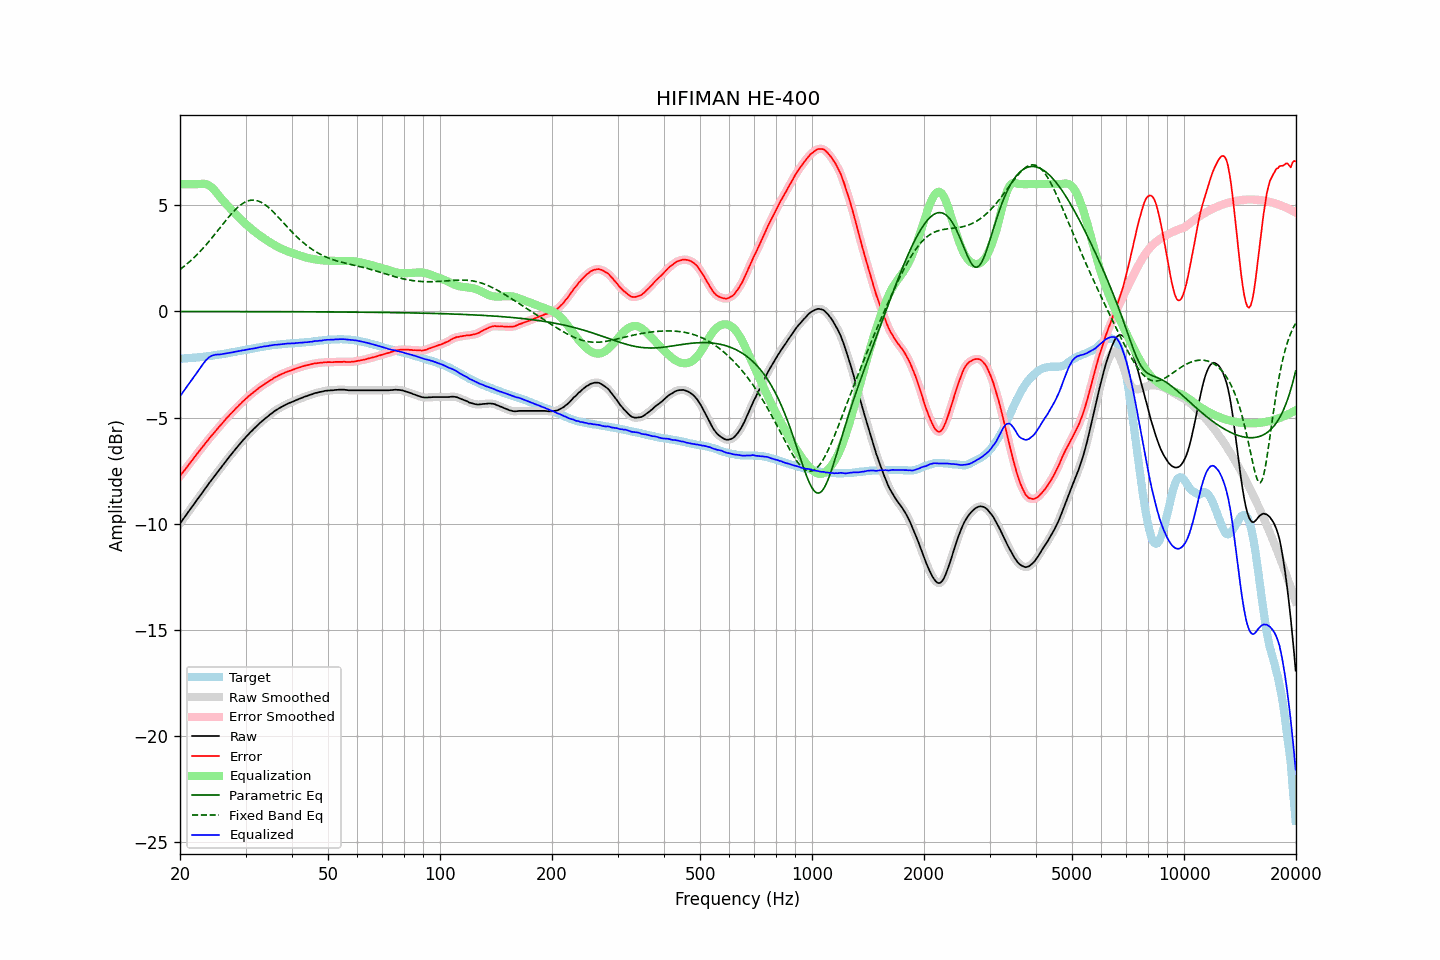 HIFIMAN HE-400
Amplitude (dBr)
5
0
−5
−10
−15
−20
−25
Target
Raw Smoothed
Error Smoothed
Raw
Error
Equalization
Parametric Eq
Fixed Band Eq
Equalized
20 50 100 200 500 1000 2000 5000 10000 20000
Frequency (Hz)